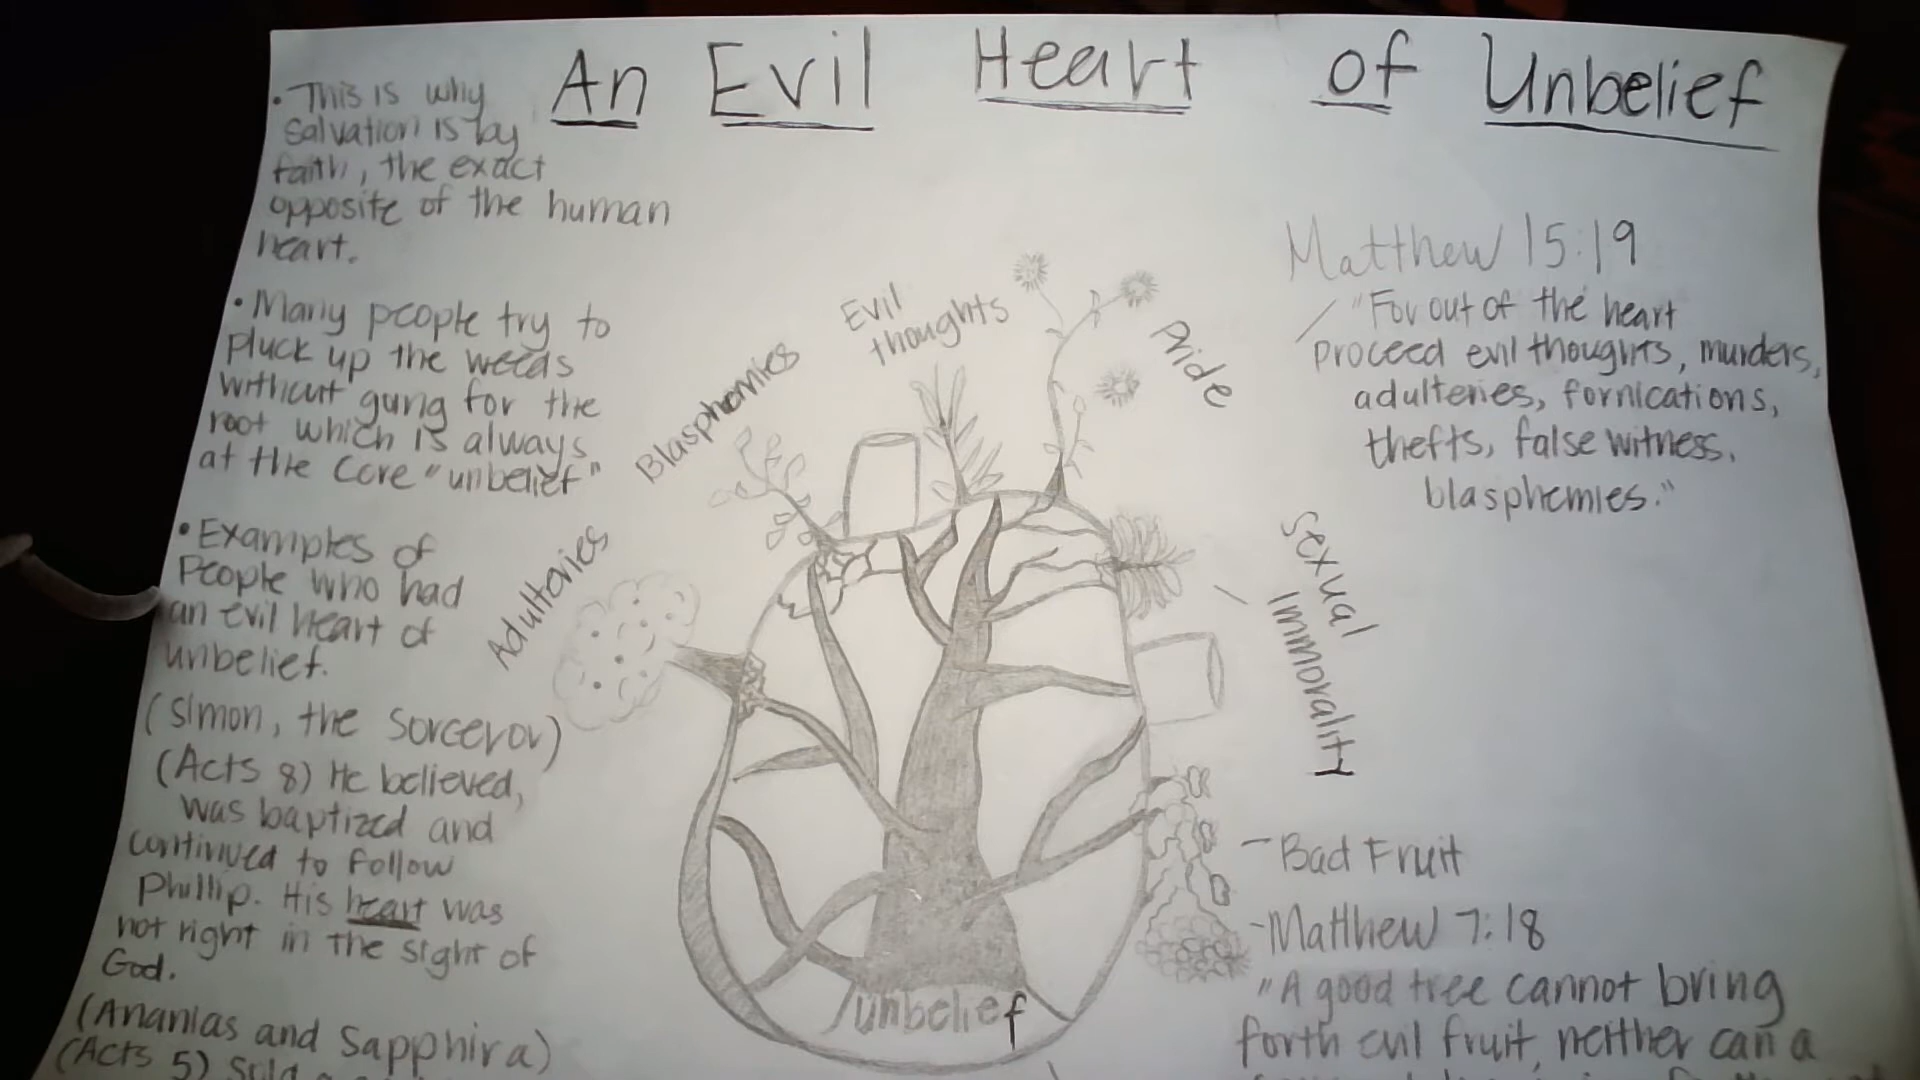 An Evil Heart of Unbelief
• This is why
salvation is by
faith, the exact
opposite of the human
heart.
• Many people try to
pluck up the weeds
without going for the
root which is always
at the core "unbelief"
• Examples of
people who had
an evil heart of
unbelief.
(Simon, the Sorceror)
(Acts 8) He believed,
was baptized and
continued to follow
Phillip. His heart was
not right in the sight of
God.
(Ananias and Sapphira)
(Acts 5) Sold a
Adulteries
Blasphemies
Evil
thoughts
Pride
Sexual
Immorality
unbelief
Matthew 15:19
"For out of the heart
proceed evil thoughts, murders,
adulteries, fornications,
thefts, false witness,
blasphemies."
- Bad Fruit
- Matthew 7:18
"A good tree cannot bring
forth evil fruit, neither can a